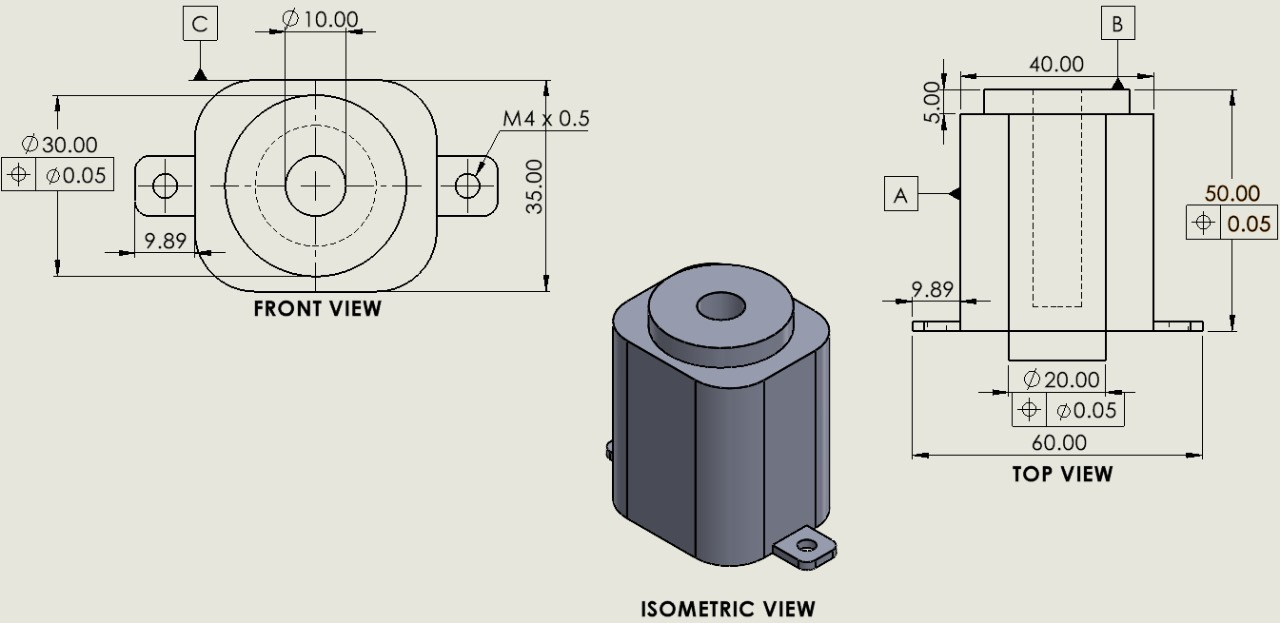 C
⌀10.00
M4 x 0.5
⌀30.00
⌖ ⌀0.05
35.00
9.89
FRONT VIEW
B
40.00
5.00
A
50.00
⌖ 0.05
9.89
⌀20.00
⌖ ⌀0.05
60.00
TOP VIEW
ISOMETRIC VIEW